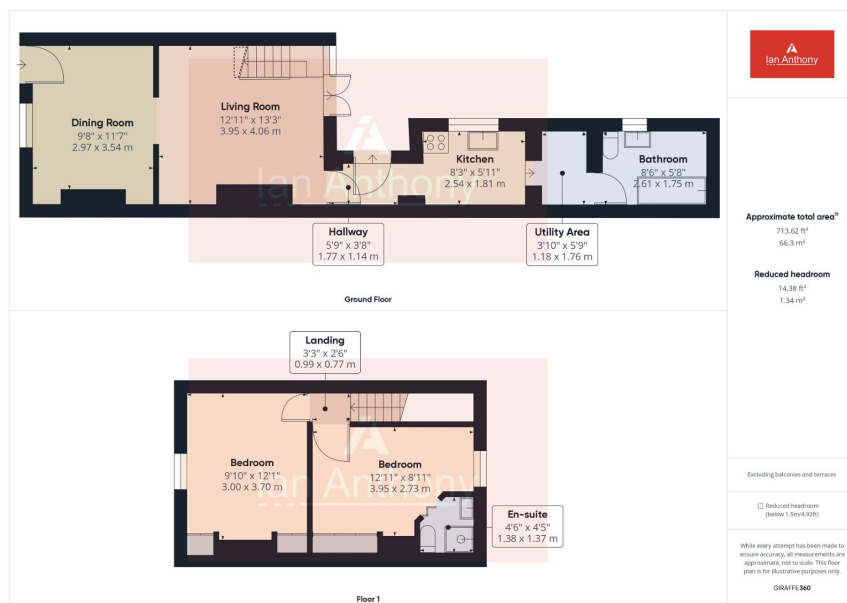 Dining Room
9'8" x 11'7"
2.97 x 3.54 m
Living Room
12'11" x 13'3"
3.95 x 4.06 m
Kitchen
8'3" x 5'11"
2.54 x 1.81 m
Bathroom
8'6" x 5'8"
2.61 x 1.75 m
Ian Anthony
Hallway
5'9" x 3'8"
1.77 x 1.14 m
Utility Area
3'10" x 5'9"
1.18 x 1.76 m
Ground Floor
Landing
3'3" x 2'6"
0.99 x 0.77 m
Bedroom
9'10" x 12'1"
3.00 x 3.70 m
Bedroom
12'11" x 8'11"
3.95 x 2.73 m
Ian Anthony
En-suite
4'6" x 4'5"
1.38 x 1.37 m
Floor 1
Ian Anthony
Approximate total area⁽¹⁾
713.62 ft²
66.3 m²
Reduced headroom
14.38 ft²
1.34 m²
Excluding balconies and terraces
Reduced headroom
(below 1.5m/4.92ft)
While every attempt has been made to
ensure accuracy, all measurements are
approximate, not to scale. This floor
plan is for illustrative purposes only.
GIRAFFE360